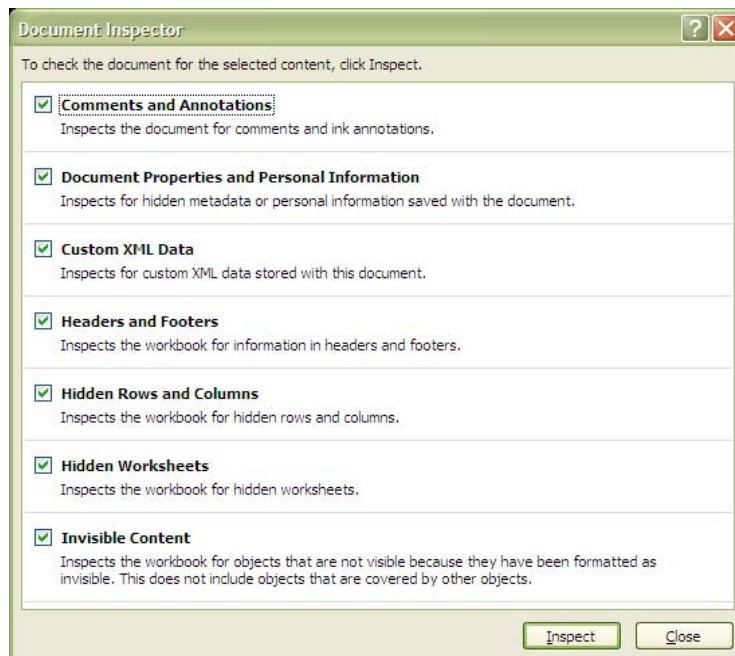 Document Inspector
To check the document for the selected content, click Inspect.
Comments and Annotations
Inspects the document for comments and ink annotations.
Document Properties and Personal Information
Inspects for hidden metadata or personal information saved with the document.
Custom XML Data
Inspects for custom XML data stored with this document.
Headers and Footers
Inspects the workbook for information in headers and footers.
Hidden Rows and Columns
Inspects the workbook for hidden rows and columns.
Hidden Worksheets
Inspects the workbook for hidden worksheets.
Invisible Content
Inspects the workbook for objects that are not visible because they have been formatted as
invisible. This does not include objects that are covered by other objects.
Inspect Close